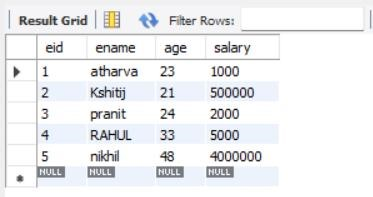 Result Grid Filter Rows:
eid ename age salary
1 atharva 23 1000
2 Kshitij 21 500000
3 pranit 24 2000
4 RAHUL 33 5000
5 nikhil 48 4000000
NULL NULL NULL NULL